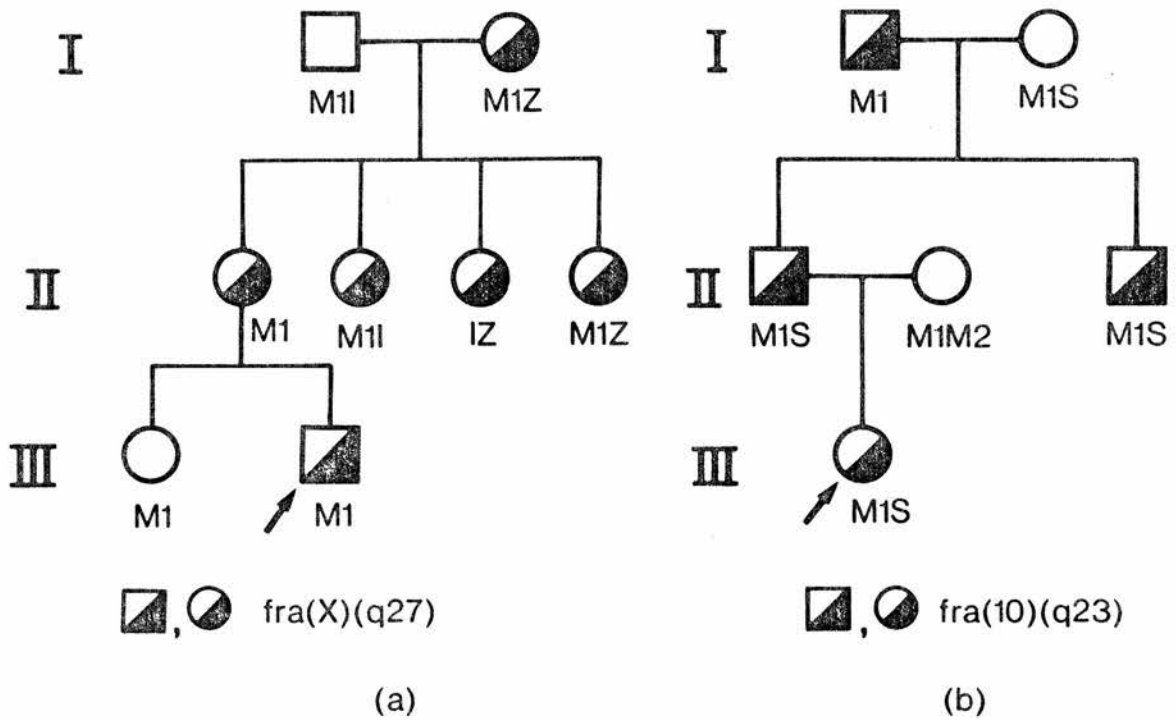 I I
M1I M1Z M1 M1S
II II
M1 M1I IZ M1Z M1S M1M2 M1S
III III
M1 M1 M1S
, fra(X)(q27) , fra(10)(q23)
(a) (b)